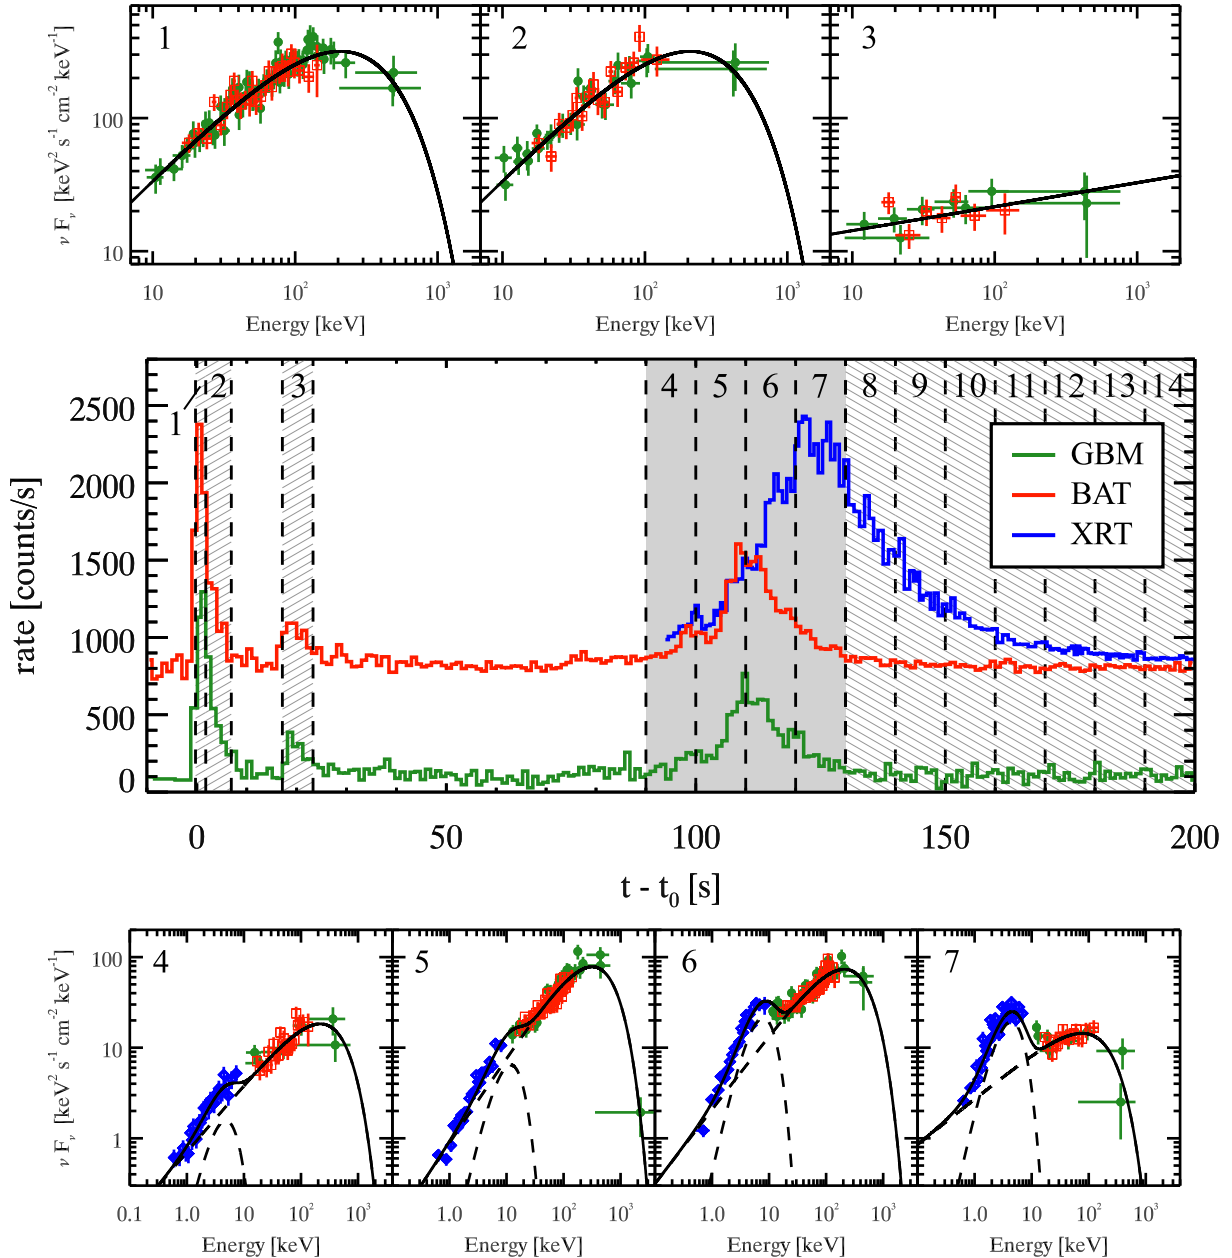 1 2 3
ν Fν [keV² s⁻¹ cm⁻² keV⁻¹]
100
10
10 10² 10³ 10 10² 10³ 10 10² 10³
Energy [keV] Energy [keV] Energy [keV]
1 2 3 4 5 6 7 8 9 10 11 12 13 14
rate [counts/s]
2500
2000
1500
1000
500
0
GBM
BAT
XRT
0 50 100 150 200
t - t₀ [s]
4 5 6 7
ν Fν [keV² s⁻¹ cm⁻² keV⁻¹]
100
10
1
0.1 1.0 10 10² 10³ 1.0 10 10² 10³ 1.0 10 10² 10³ 1.0 10 10² 10³
Energy [keV] Energy [keV] Energy [keV] Energy [keV]